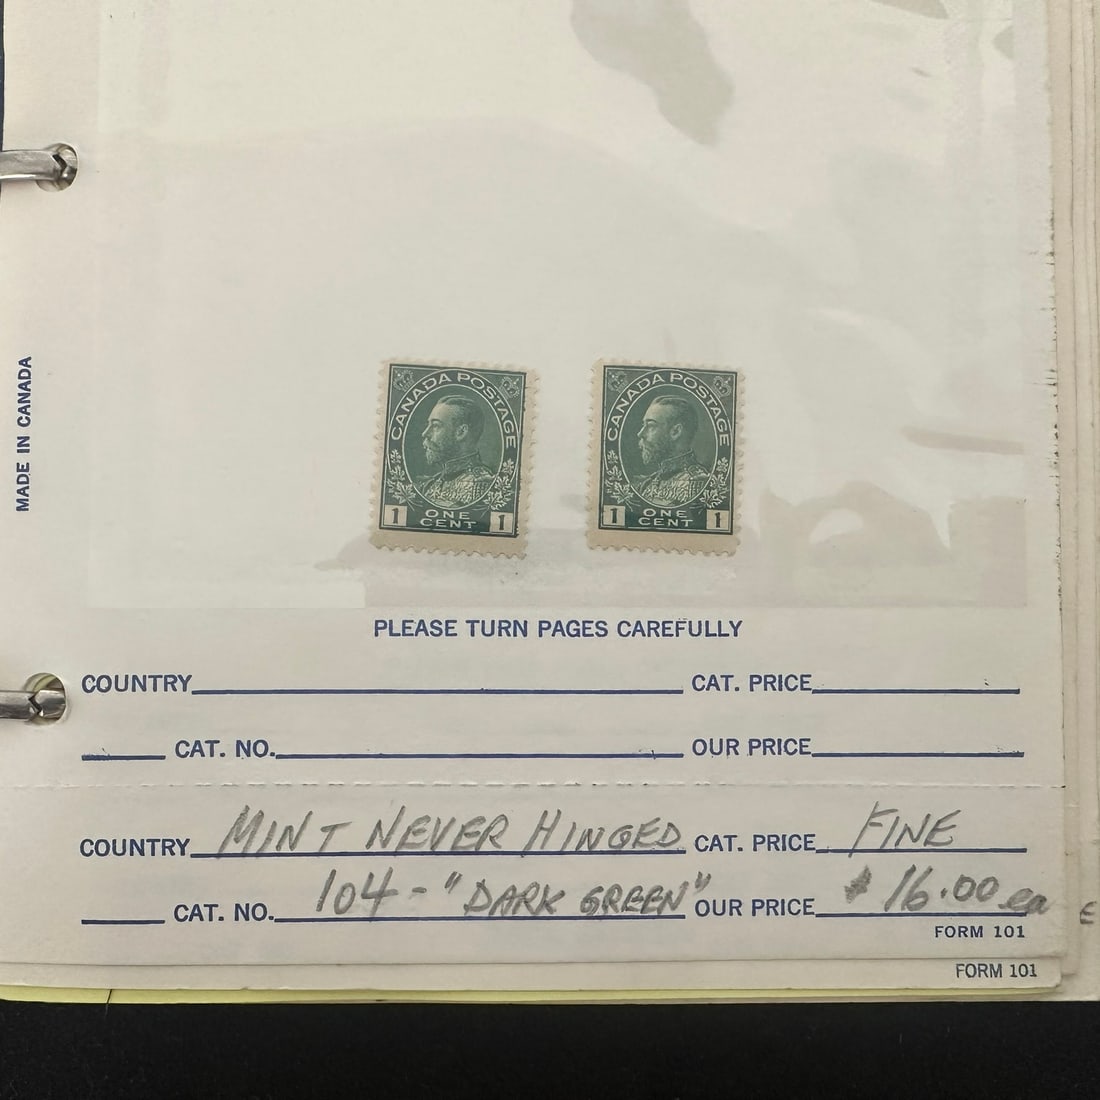 MADE IN CANADA
CANADA POSTAGE
1 ONE CENT 1
CANADA POSTAGE
1 ONE CENT 1
PLEASE TURN PAGES CAREFULLY
COUNTRY CAT. PRICE
CAT. NO. OUR PRICE
COUNTRY MINT NEVER HINGED CAT. PRICE FINE
CAT. NO. 104 - "DARK GREEN" OUR PRICE $16.00 ea
FORM 101
FORM 101